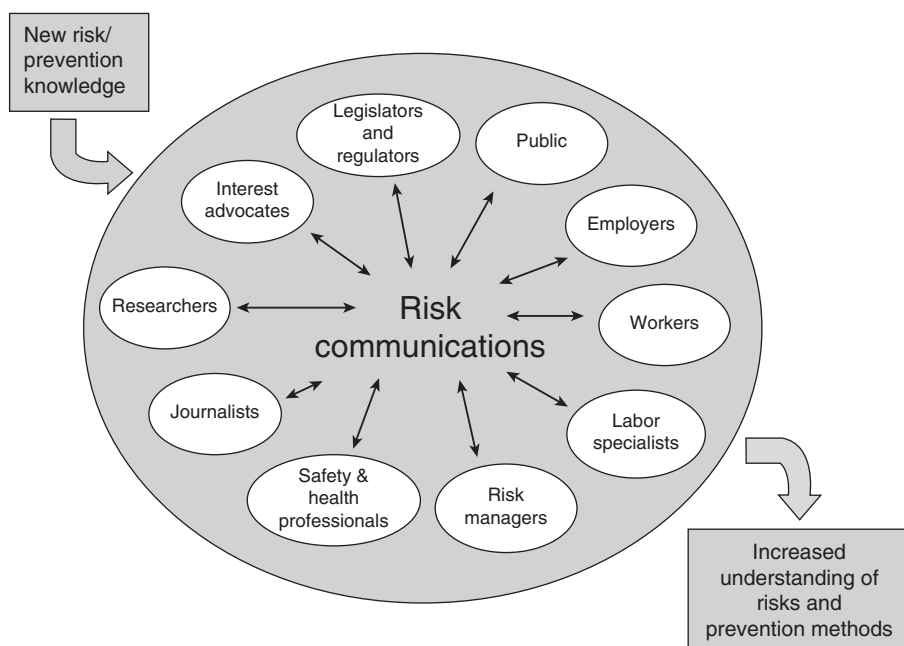 New risk/
prevention
knowledge
Legislators
and
regulators
Public
Interest
advocates
Employers
Researchers
Risk
communications
Workers
Journalists
Labor
specialists
Safety &
health
professionals
Risk
managers
Increased
understanding of
risks and
prevention methods